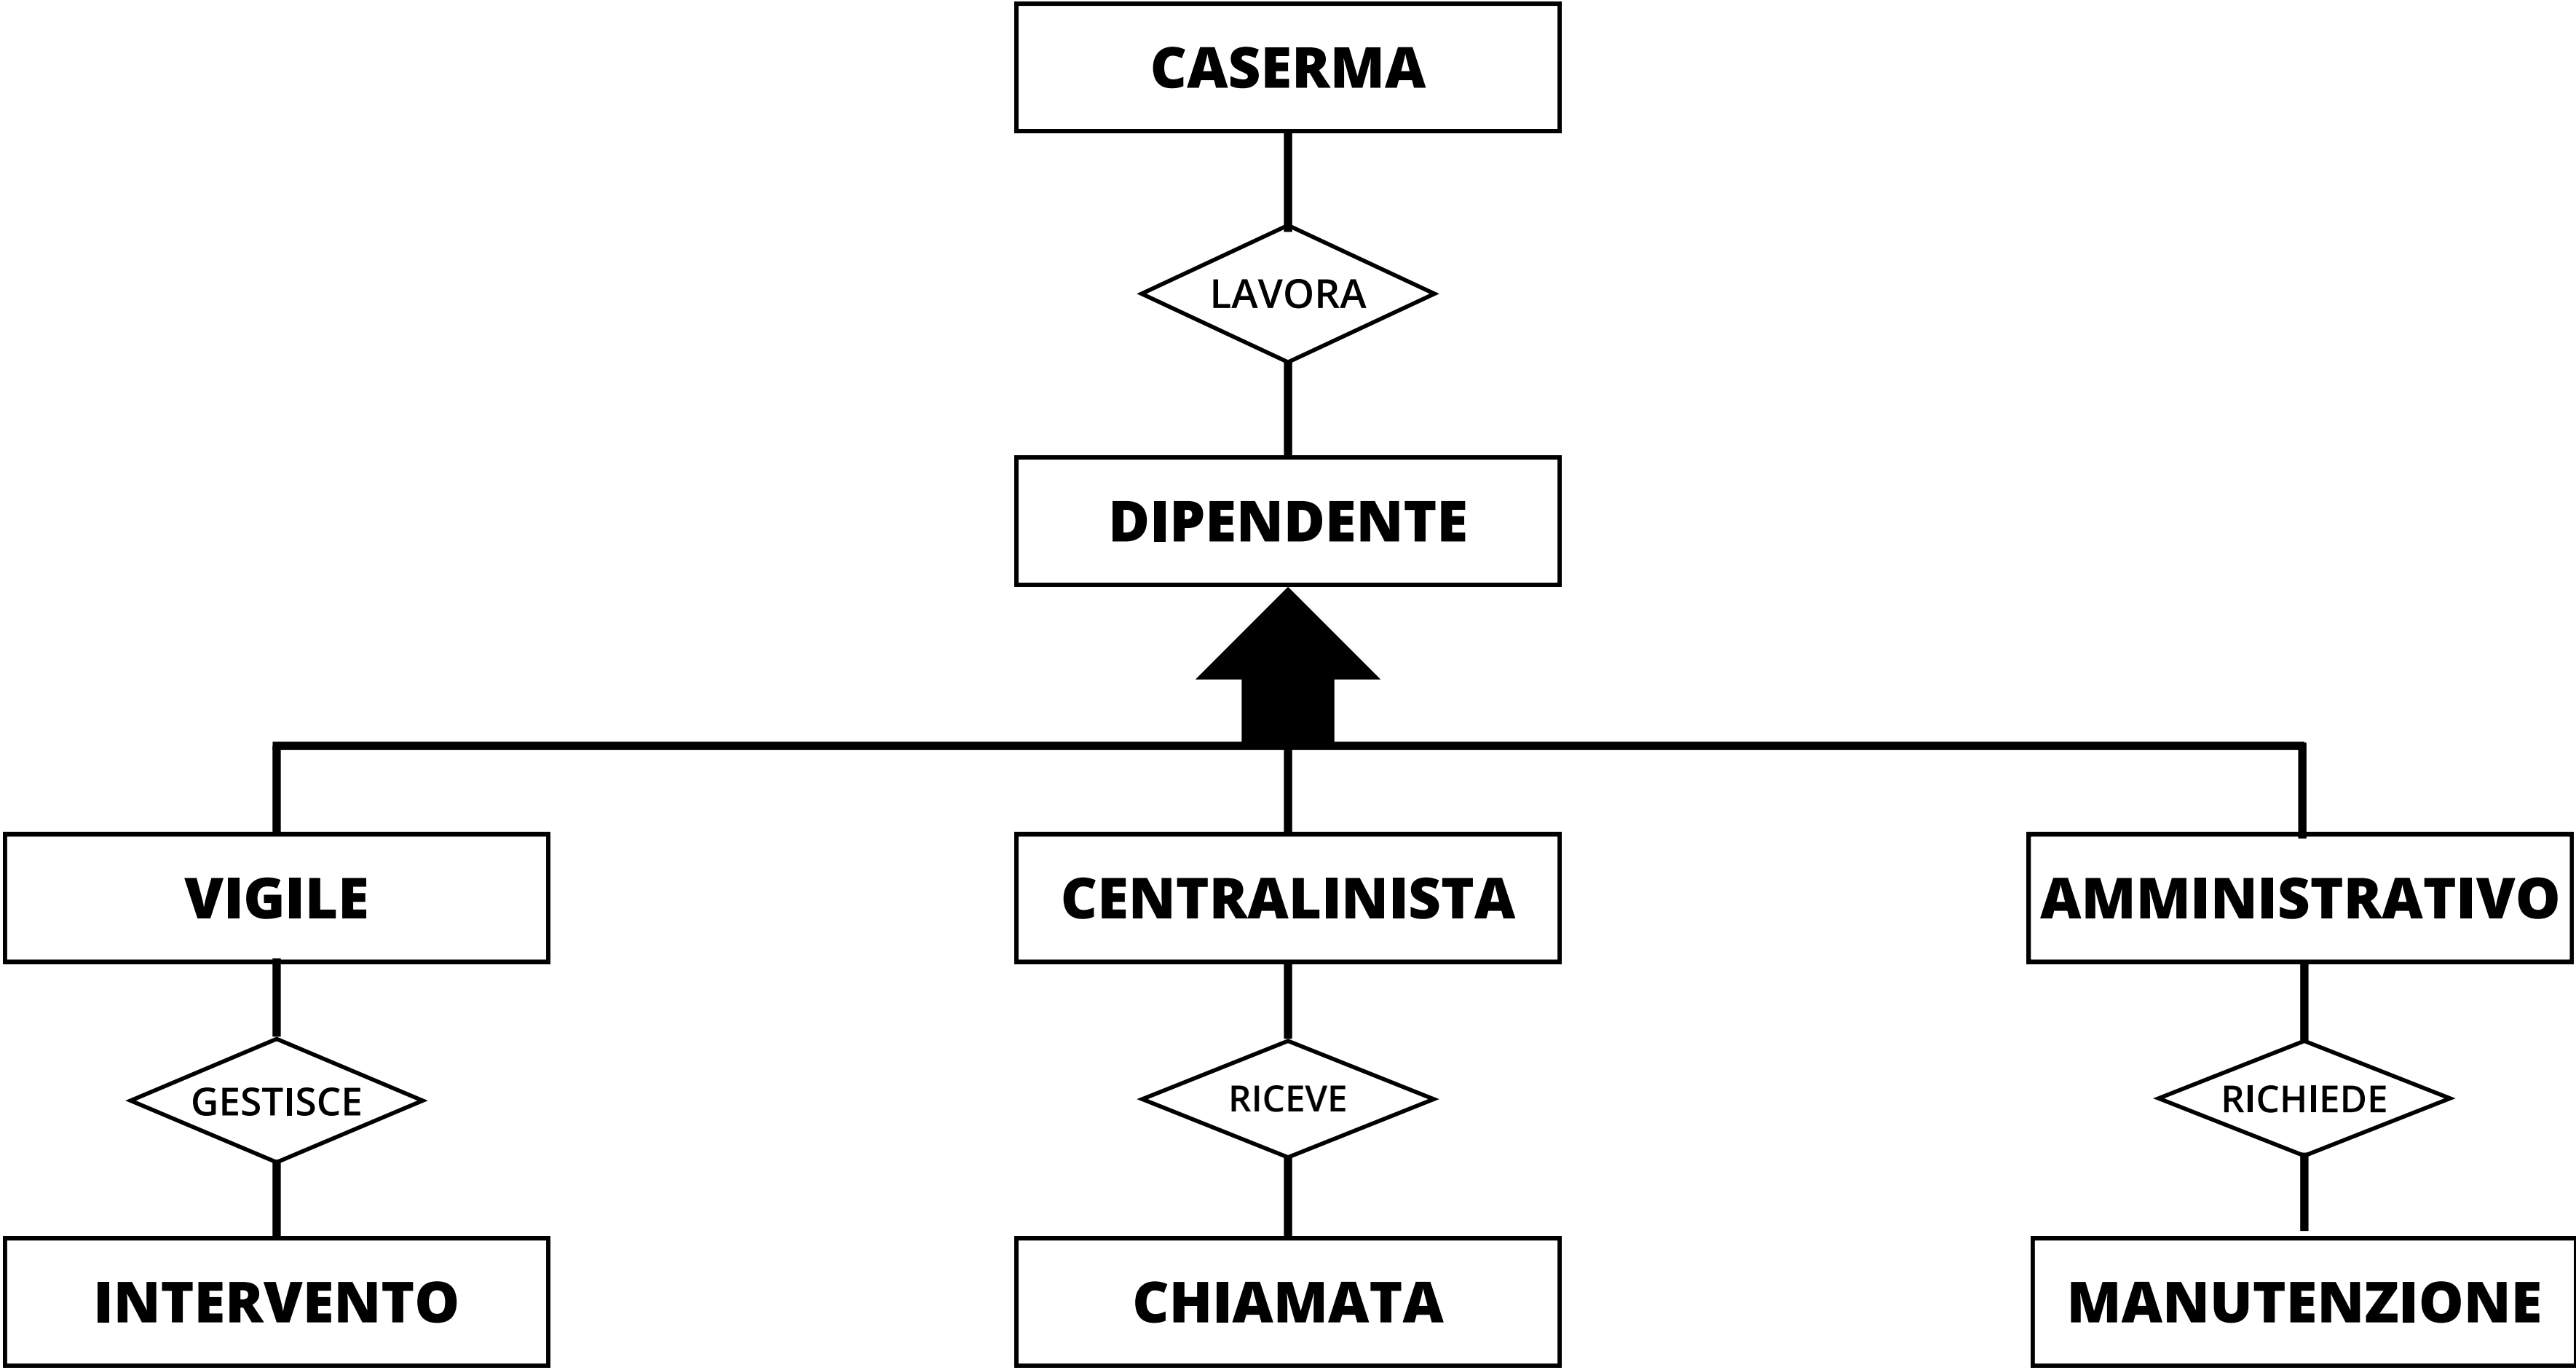 CASERMA
LAVORA
DIPENDENTE
VIGILE
CENTRALINISTA
AMMINISTRATIVO
GESTISCE
RICEVE
RICHIEDE
INTERVENTO
CHIAMATA
MANUTENZIONE